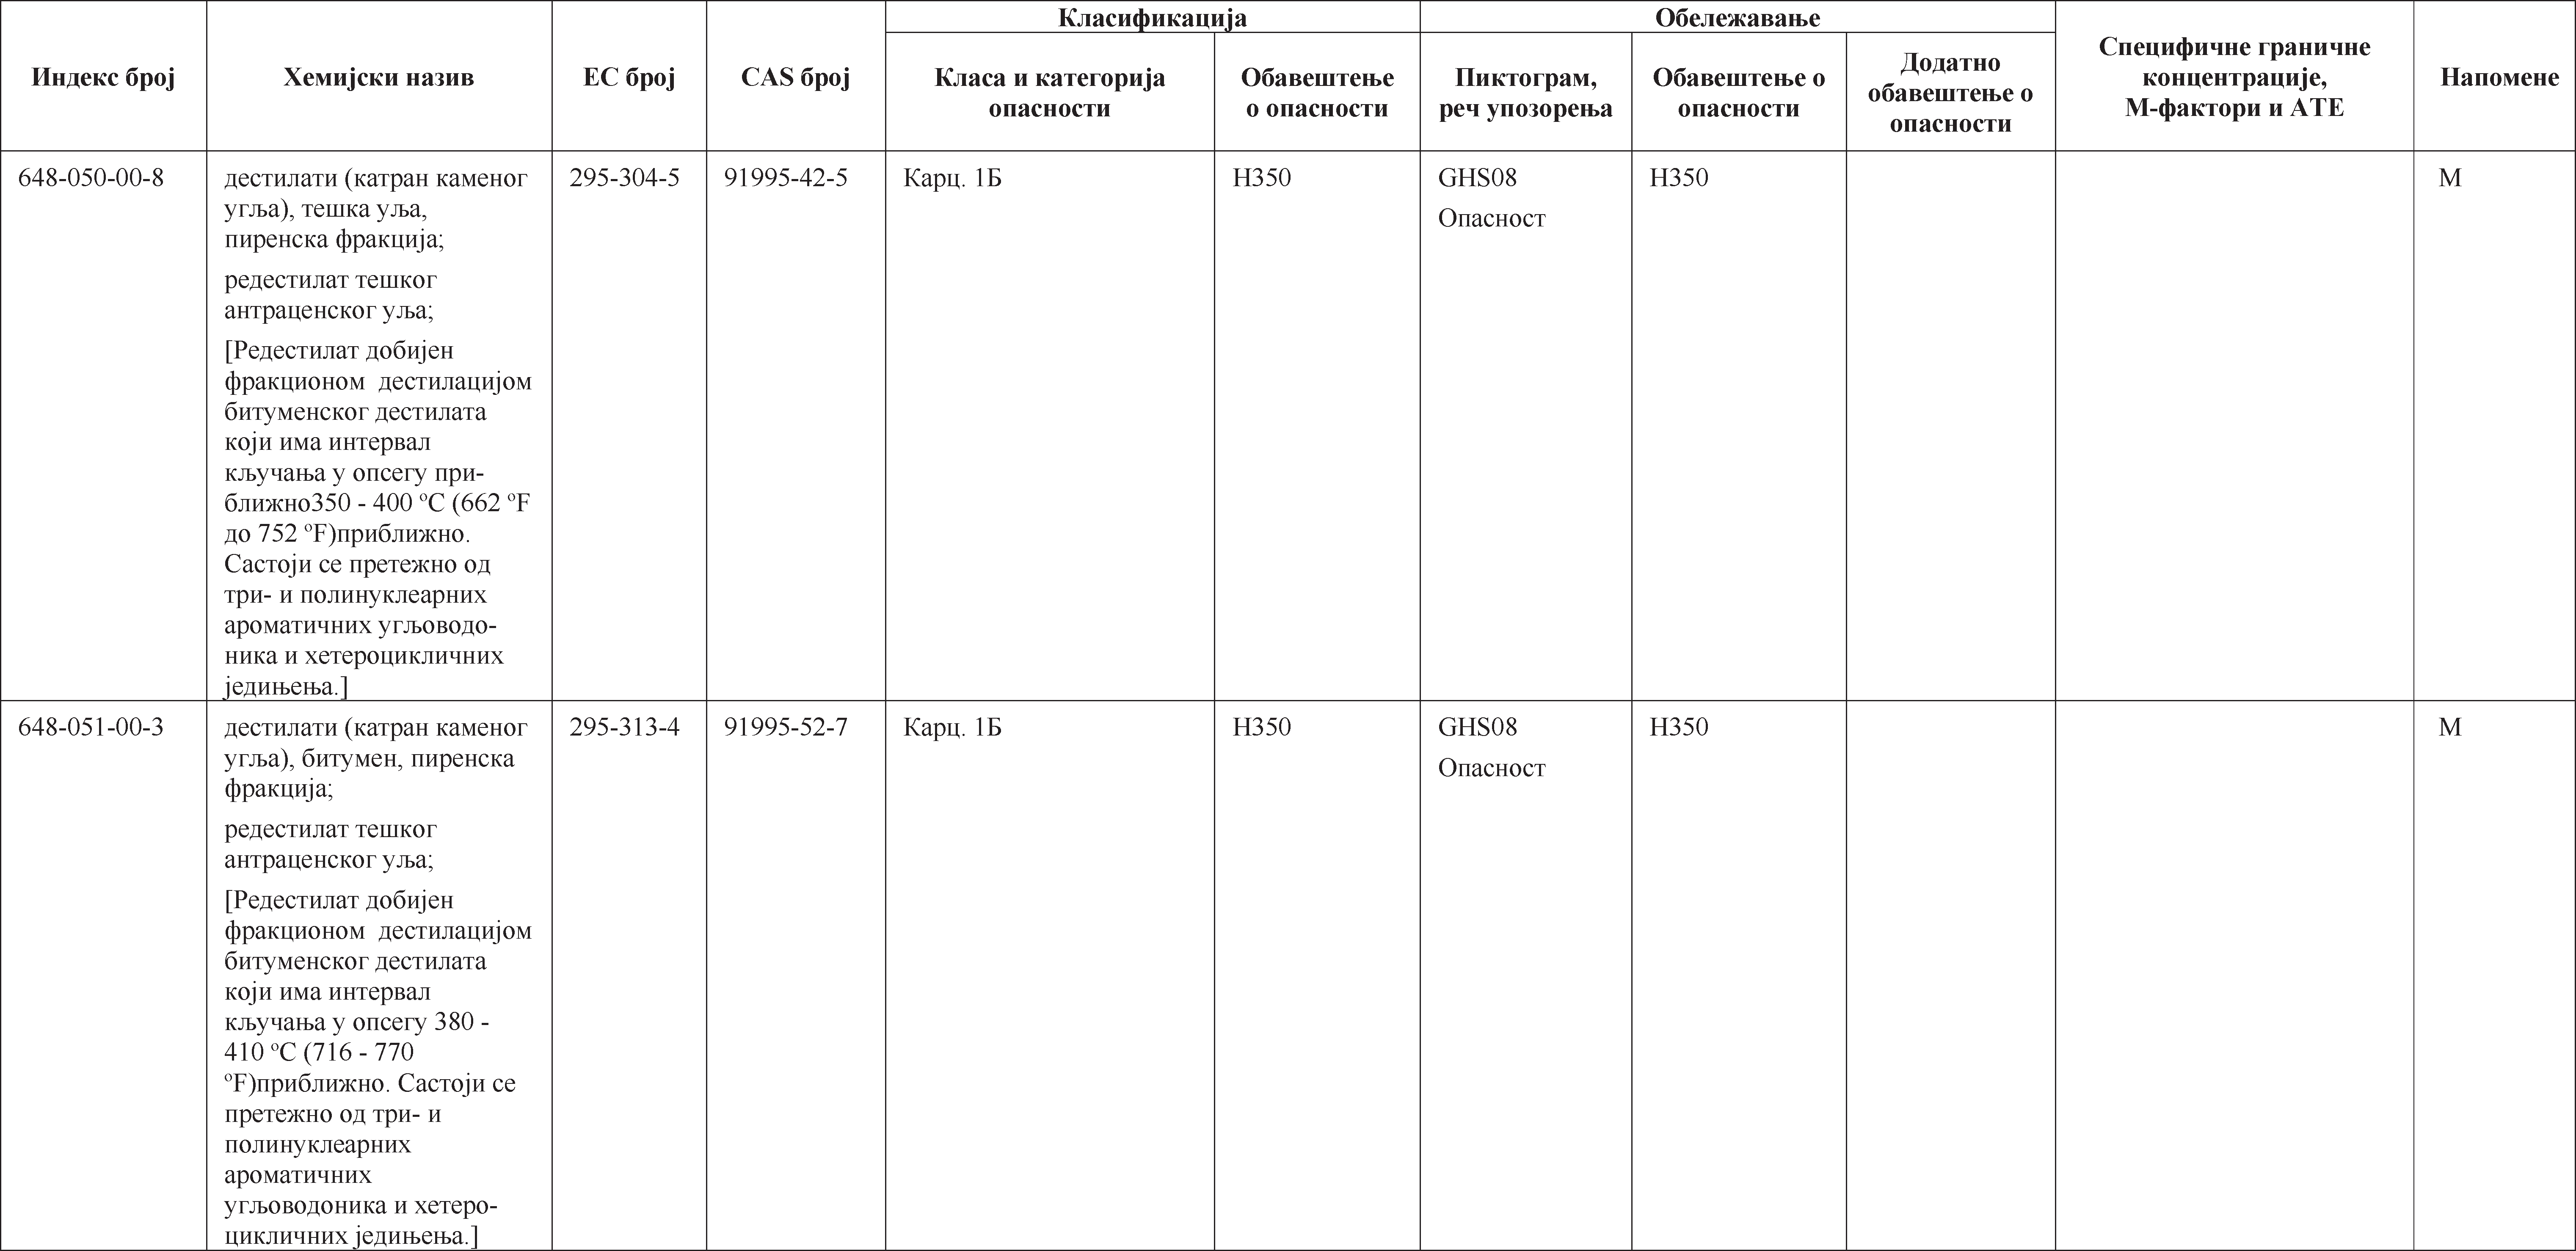 Индекс број
Хемијски назив
ЕС број
CAS број
Класификација
Класа и категорија
опасности
Обавештење
о опасности
Обележавање
Пиктограм,
реч упозорења
Обавештење о
опасности
Додатно
обавештење о
опасности
Специфичне граничне
концентрације,
М-фактори и АТЕ
Напомене
648-050-00-8
дестилати (катран каменог
угља), тешка уља,
пиренска фракција;
редестилат тешког
антраценског уља;
[Редестилат добијен
фракционом  дестилацијом
битуменског дестилата
који има интервал
кључања у опсегу при-
ближно350 - 400 ºC (662 ºF
до 752 ºF)приближно.
Састоји се претежно од
три- и полинуклеарних
ароматичних угљоводо-
ника и хетероцикличних
једињења.]
295-304-5
91995-42-5
Карц. 1Б
H350
GHS08
Опасност
H350
М
648-051-00-3
дестилати (катран каменог
угља), битумен, пиренска
фракција;
редестилат тешког
антраценског уља;
[Редестилат добијен
фракционом  дестилацијом
битуменског дестилата
који има интервал
кључања у опсегу 380 -
410 ºC (716 - 770
ºF)приближно. Састоји се
претежно од три- и
полинуклеарних
ароматичних
угљоводоника и хетеро-
цикличних једињења.]
295-313-4
91995-52-7
Карц. 1Б
H350
GHS08
Опасност
H350
М